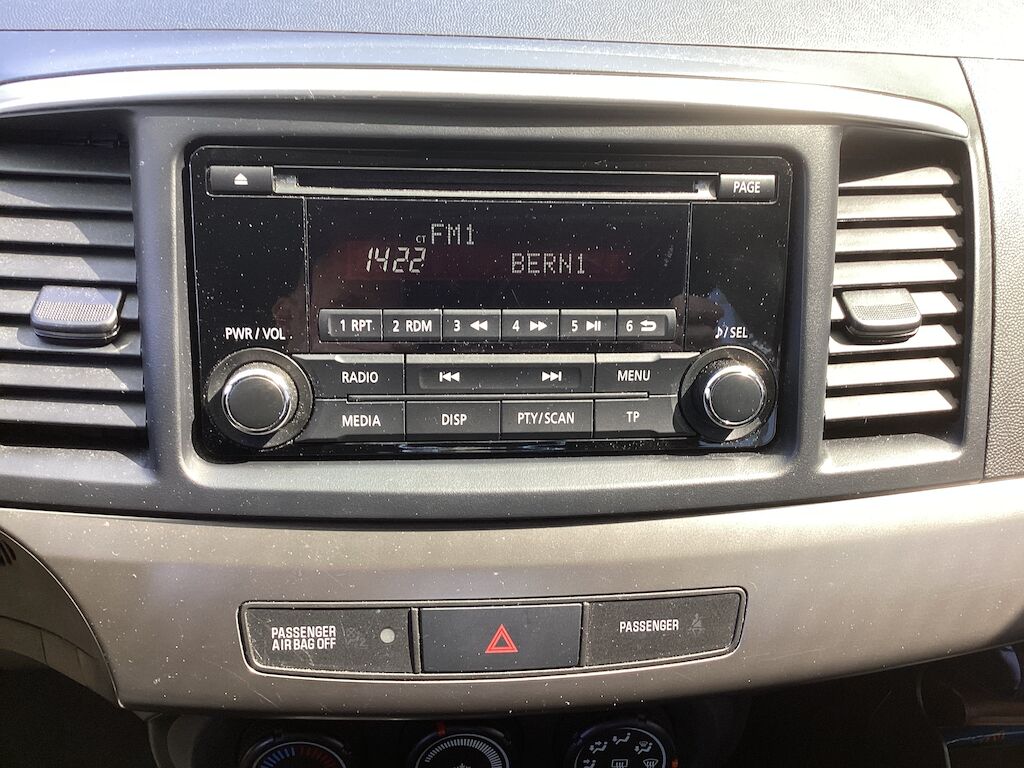 PAGE
CT FM1
1422 BERN1
1 RPT 2 RDM 3 4 5 6
PWR / VOL
♪/SEL
RADIO
MENU
MEDIA DISP PTY/SCAN TP
PASSENGER
AIR BAG OFF
PASSENGER